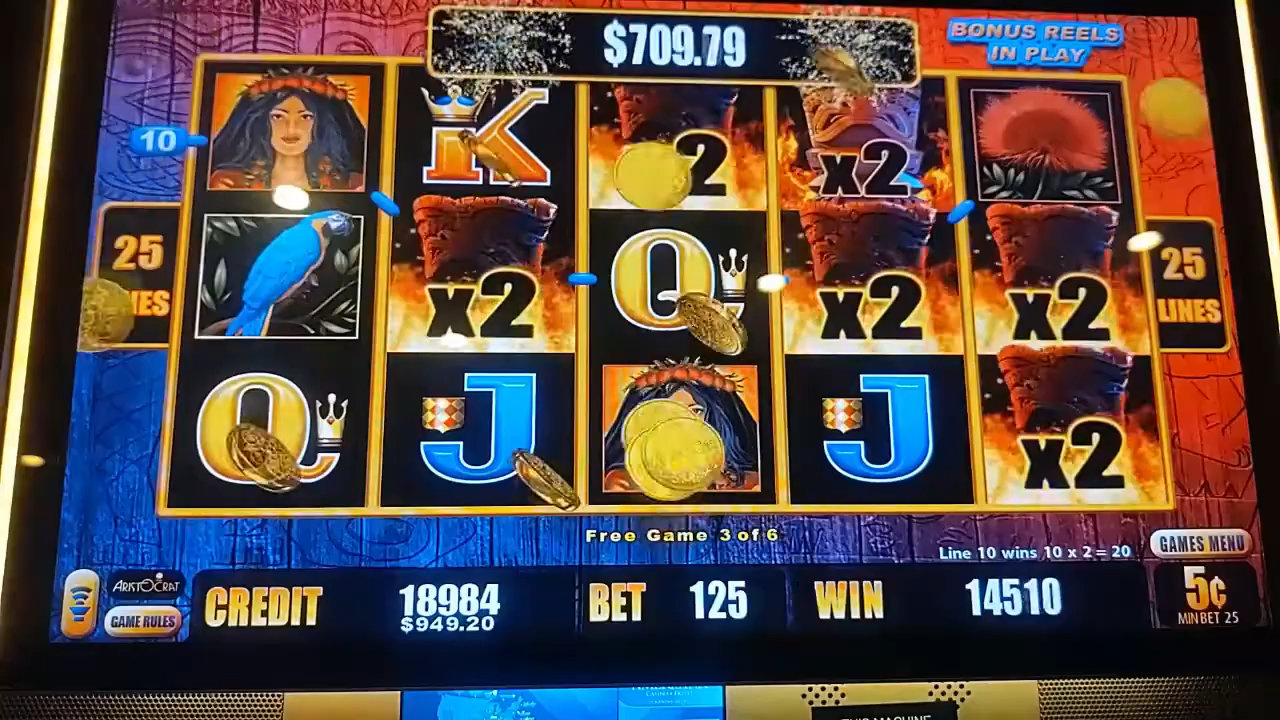 $709.79
BONUS REELS
IN PLAY
10
K
2
x2
25
LINES
x2
Q
x2
x2
25
LINES
Q
J
J
x2
Free Game 3 of 6
Line 10 wins 10 x 2 = 20
GAMES MENU
ARISTOCRAT
GAME RULES
CREDIT
18984
$949.20
BET
125
WIN
14510
5¢
MIN BET 25
THIS MACHINE